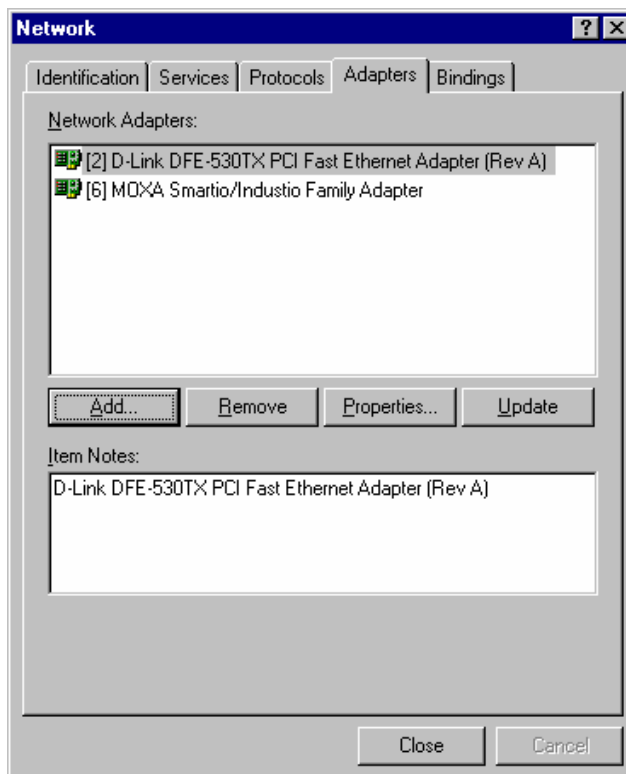 Network
Identification Services Protocols Adapters Bindings
Network Adapters:
[2] D-Link DFE-530TX PCI Fast Ethernet Adapter (Rev A)
[6] MOXA Smartio/Industio Family Adapter
Add... Remove Properties... Update
Item Notes:
D-Link DFE-530TX PCI Fast Ethernet Adapter (Rev A)
Close Cancel